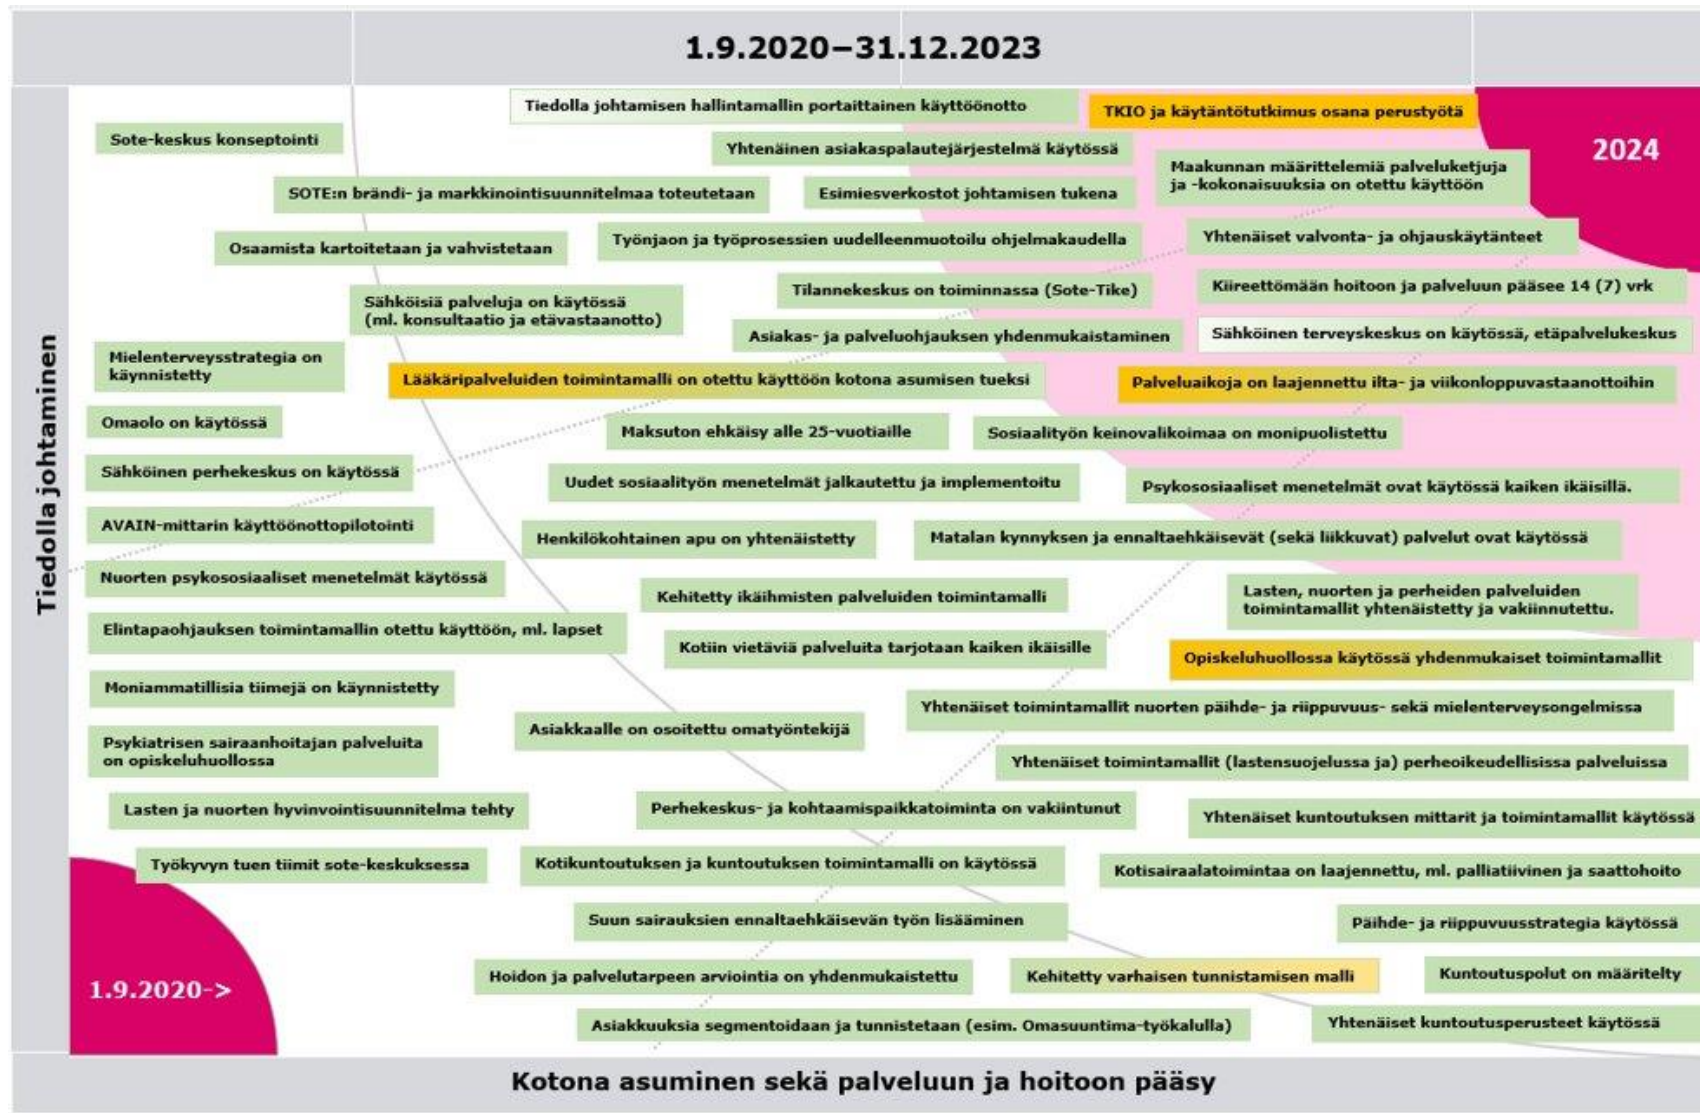 1.9.2020–31.12.2023
Tiedolla johtaminen
2024
Tiedolla johtamisen hallintamallin portaittainen käyttöönotto
TKIO ja käytäntötutkimus osana perustyötä
Sote-keskus konseptointi
Yhtenäinen asiakaspalautejärjestelmä käytössä
Maakunnan määrittelemiä palveluketjuja
ja -kokonaisuuksia on otettu käyttöön
SOTE:n brändi- ja markkinointisuunnitelmaa toteutetaan
Esimiesverkostot johtamisen tukena
Osaamista kartoitetaan ja vahvistetaan
Työnjaon ja työprosessien uudelleenmuotoilu ohjelmakaudella
Yhtenäiset valvonta- ja ohjauskäytänteet
Sähköisiä palveluja on käytössä
(ml. konsultaatio ja etävastaanotto)
Tilannekeskus on toiminnassa (Sote-Tike)
Kiireettömään hoitoon ja palveluun pääsee 14 (7) vrk
Asiakas- ja palveluohjauksen yhdenmukaistaminen
Sähköinen terveyskeskus on käytössä, etäpalvelukeskus
Mielenterveysstrategia on
käynnistetty
Lääkäripalveluiden toimintamalli on otettu käyttöön kotona asumisen tueksi
Palveluaikoja on laajennettu ilta- ja viikonloppuvastaanottoihin
Omaolo on käytössä
Maksuton ehkäisy alle 25-vuotiaille
Sosiaalityön keinovalikoimaa on monipuolistettu
Sähköinen perhekeskus on käytössä
Uudet sosiaalityön menetelmät jalkautettu ja implementoitu
Psykososiaaliset menetelmät ovat käytössä kaiken ikäisillä.
AVAIN-mittarin käyttöönottopilotointi
Henkilökohtainen apu on yhtenäistetty
Matalan kynnyksen ja ennaltaehkäisevät (sekä liikkuvat) palvelut ovat käytössä
Nuorten psykososiaaliset menetelmät käytössä
Kehitetty ikäihmisten palveluiden toimintamalli
Lasten, nuorten ja perheiden palveluiden
toimintamallit yhtenäistetty ja vakiinnutettu.
Elintapaohjauksen toimintamallin otettu käyttöön, ml. lapset
Kotiin vietäviä palveluita tarjotaan kaiken ikäisille
Opiskeluhuollossa käytössä yhdenmukaiset toimintamallit
Moniammatillisia tiimejä on käynnistetty
Asiakkaalle on osoitettu omatyöntekijä
Yhtenäiset toimintamallit nuorten päihde- ja riippuvuus- sekä mielenterveysongelmissa
Psykiatrisen sairaanhoitajan palveluita
on opiskeluhuollossa
Yhtenäiset toimintamallit (lastensuojelussa ja) perheoikeudellisissa palveluissa
Lasten ja nuorten hyvinvointisuunnitelma tehty
Perhekeskus- ja kohtaamispaikkatoiminta on vakiintunut
Yhtenäiset kuntoutuksen mittarit ja toimintamallit käytössä
Työkyvyn tuen tiimit sote-keskuksessa
Kotikuntoutuksen ja kuntoutuksen toimintamalli on käytössä
Kotisairaalatoimintaa on laajennettu, ml. palliatiivinen ja saattohoito
Suun sairauksien ennaltaehkäisevän työn lisääminen
Päihde- ja riippuvuusstrategia käytössä
1.9.2020->
Hoidon ja palvelutarpeen arviointia on yhdenmukaistettu
Kehitetty varhaisen tunnistamisen malli
Kuntoutuspolut on määritelty
Asiakkuuksia segmentoidaan ja tunnistetaan (esim. Omasuuntima-työkalulla)
Yhtenäiset kuntoutusperusteet käytössä
Kotona asuminen sekä palveluun ja hoitoon pääsy